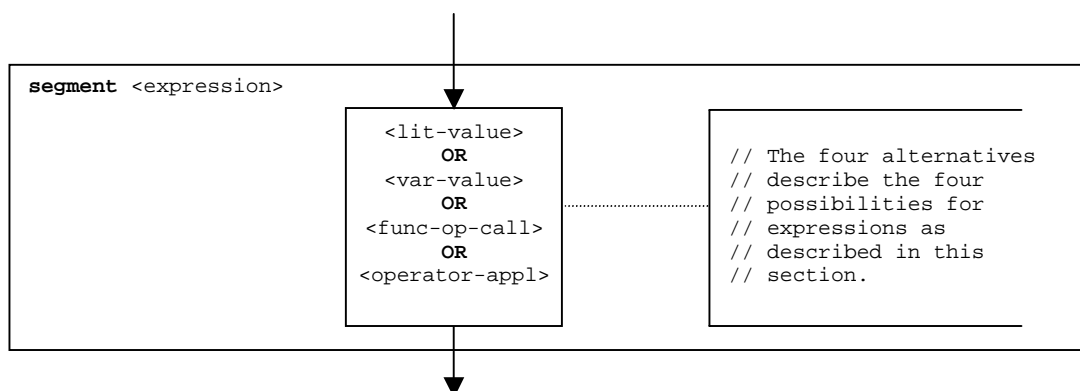 segment <expression>
<lit-value>
OR
<var-value>
OR
<func-op-call>
OR
<operator-appl>
// The four alternatives
// describe the four
// possibilities for
// expressions as
// described in this
// section.